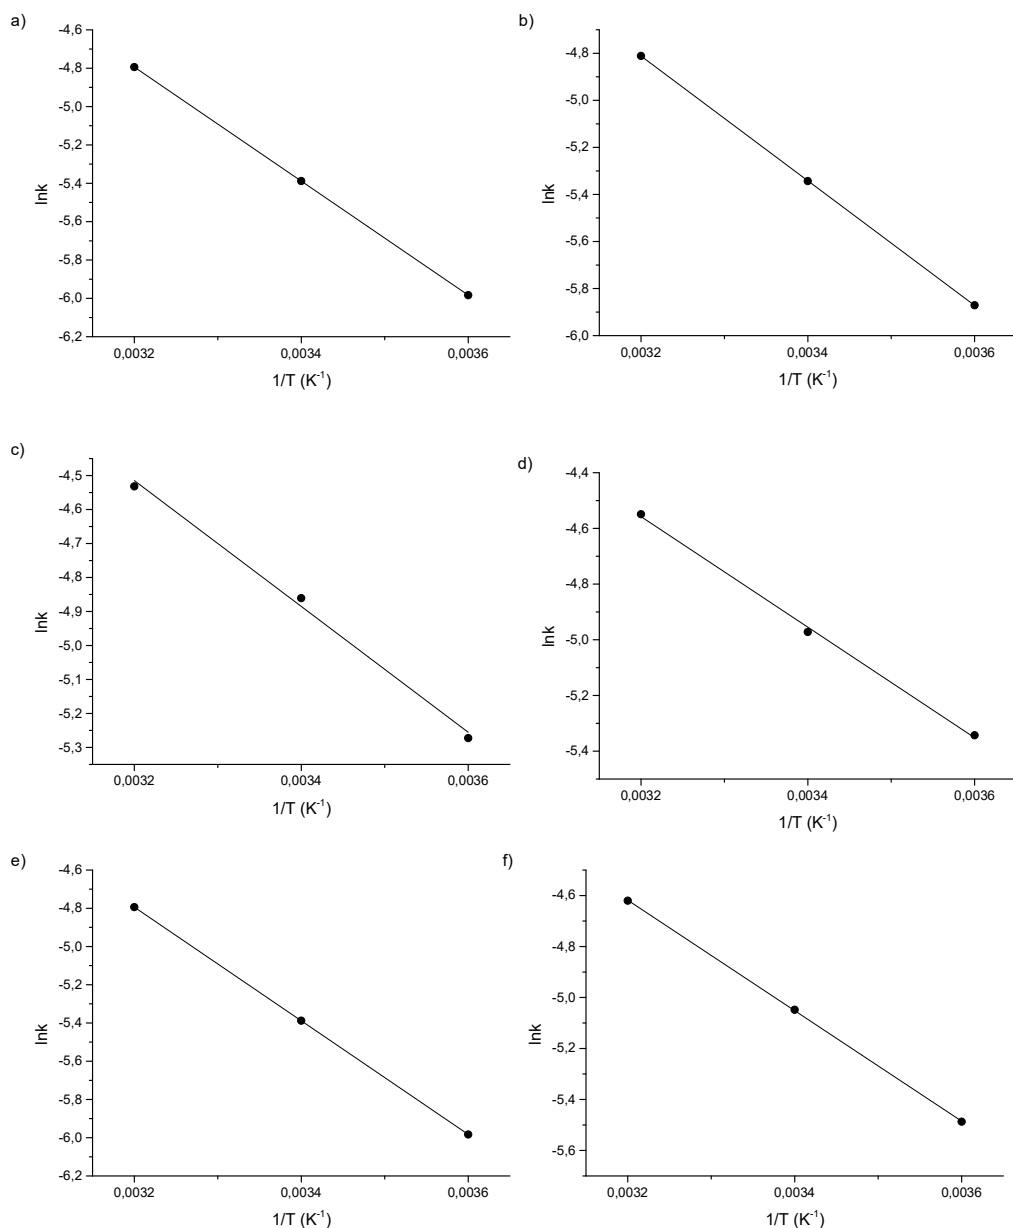 a)
-4,6
-4,8
-5,0
-5,2
-5,4
-5,6
-5,8
-6,0
-6,2
lnk
0,0032 0,0034 0,0036
1/T (K⁻¹)
b)
-4,8
-5,0
-5,2
-5,4
-5,6
-5,8
-6,0
lnk
0,0032 0,0034 0,0036
1/T (K⁻¹)
c)
-4,5
-4,6
-4,7
-4,8
-4,9
-5,0
-5,1
-5,2
-5,3
lnk
0,0032 0,0034 0,0036
1/T (K⁻¹)
d)
-4,4
-4,6
-4,8
-5,0
-5,2
-5,4
lnk
0,0032 0,0034 0,0036
1/T (K⁻¹)
e)
-4,6
-4,8
-5,0
-5,2
-5,4
-5,6
-5,8
-6,0
-6,2
lnk
0,0032 0,0034 0,0036
1/T (K⁻¹)
f)
-4,6
-4,8
-5,0
-5,2
-5,4
-5,6
lnk
0,0032 0,0034 0,0036
1/T (K⁻¹)